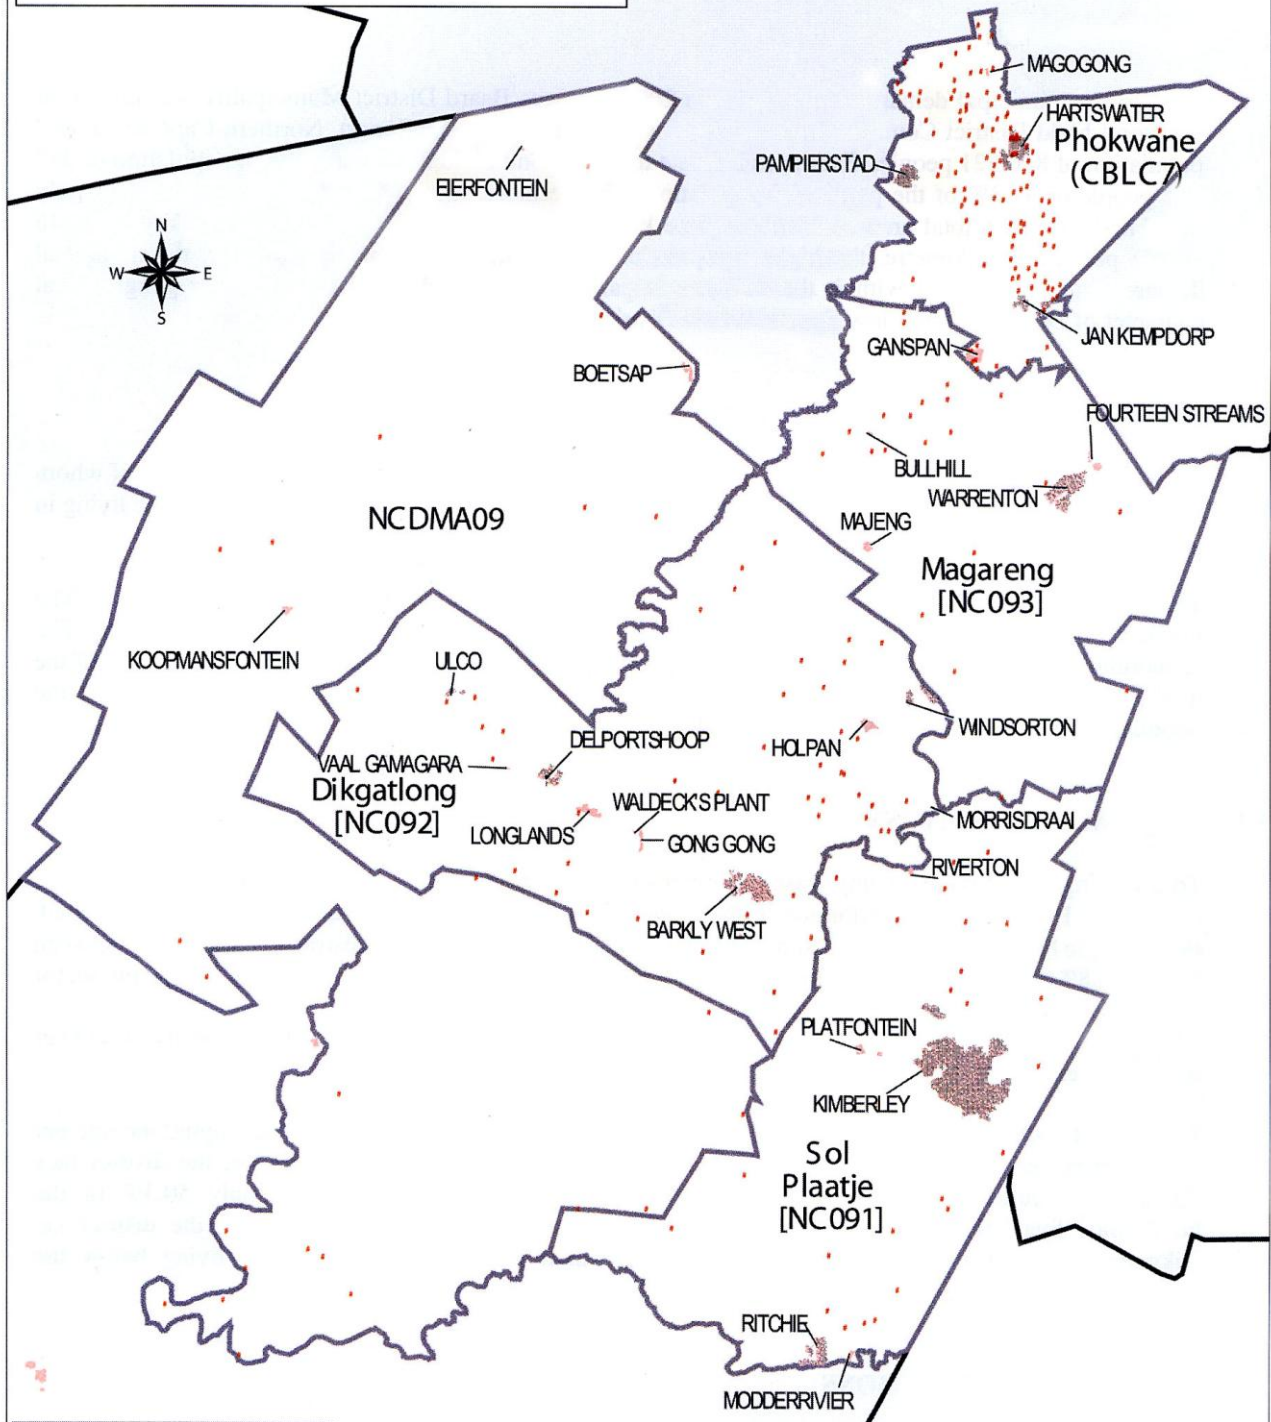 MAGOGONG
HARTSWATER
Phokwane
(CBLC7)
PAMPIERSTAD
EIERFONTEIN
N
W
E
S
JAN KEMPDORP
GANSPAN
BOETSAP
FOURTEEN STREAMS
BULLHILL
WARRENTON
NCDMA09
MAJENG
Magareng
[NC093]
KOOPMANSFONTEIN
ULCO
WINDSORTON
DELPORTSHOOP
HOLPAN
VAAL GAMAGARA
Dikgatlong
[NC092]
WALDECK'S PLANT
MORRISDRAAI
LONGLANDS
GONG GONG
RIVERTON
BARKLY WEST
PLATFONTEIN
KIMBERLEY
Sol
Plaatje
[NC091]
RITCHIE
MODDERRIVIER